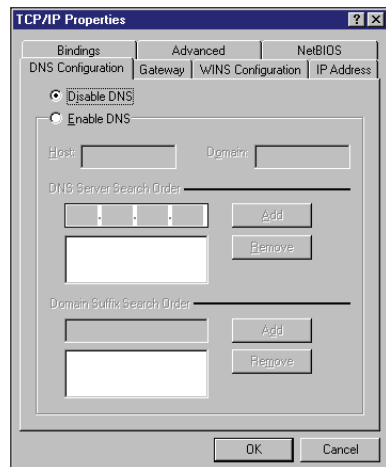 TCP/IP Properties
Bindings Advanced NetBIOS
DNS Configuration Gateway WINS Configuration IP Address
Disable DNS
Enable DNS
Host: Domain:
DNS Server Search Order
Add
Remove
Domain Suffix Search Order
Add
Remove
OK Cancel